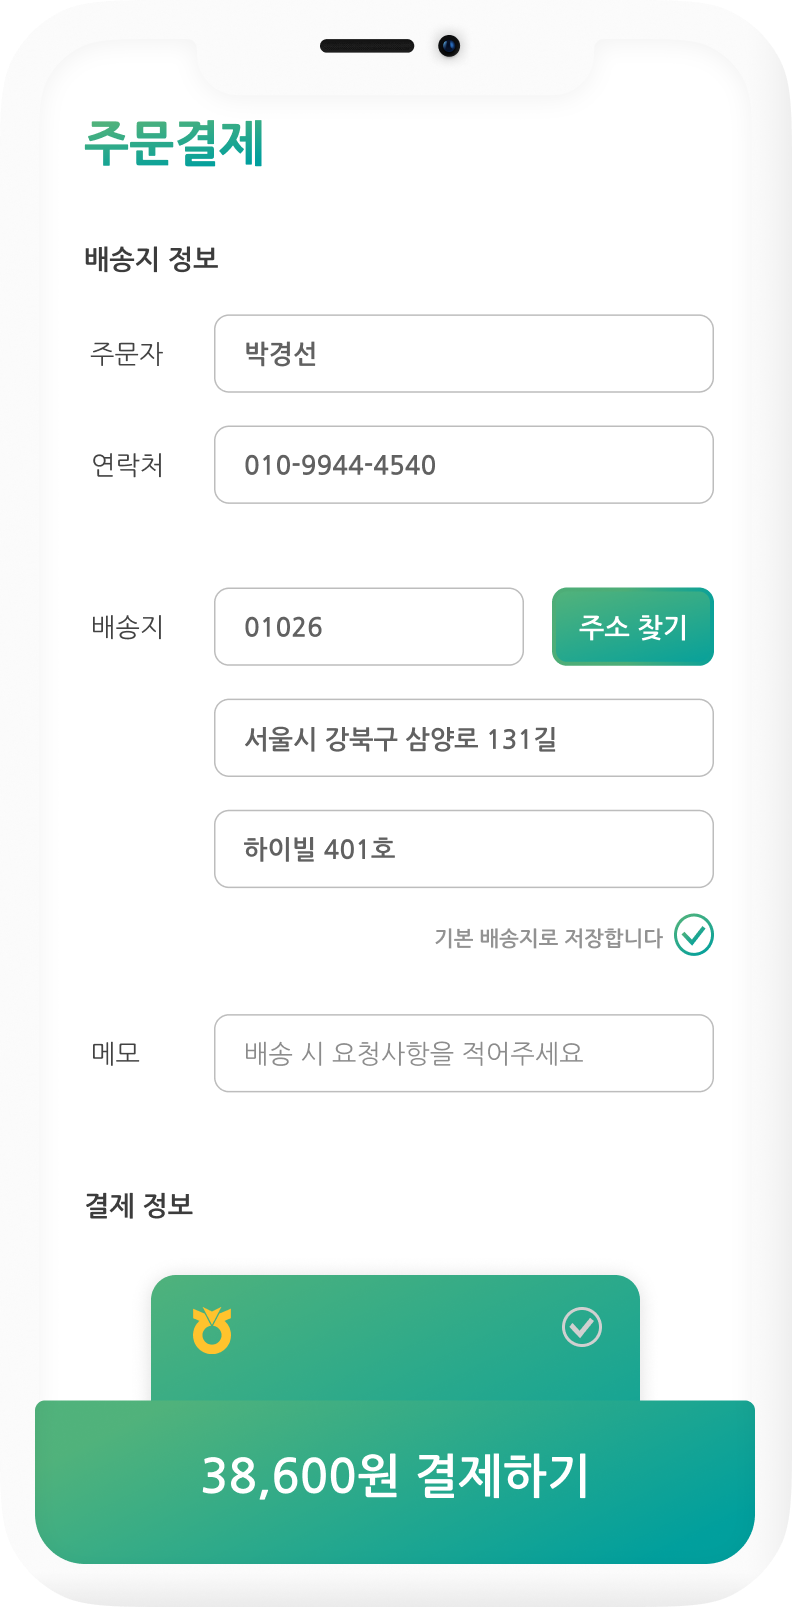 주문결제
배송지 정보
주문자
박경선
연락처
010-9944-4540
배송지
01026
주소 찾기
서울시 강북구 삼양로 131길
하이빌 401호
기본 배송지로 저장합니다
메모
배송 시 요청사항을 적어주세요
결제 정보
38,600원 결제하기